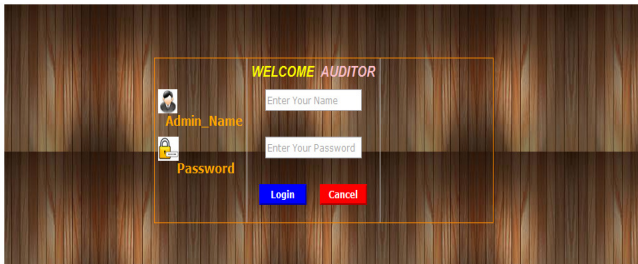 WELCOME AUDITOR
Enter Your Name
Admin_Name
Enter Your Password
Password
Login Cancel